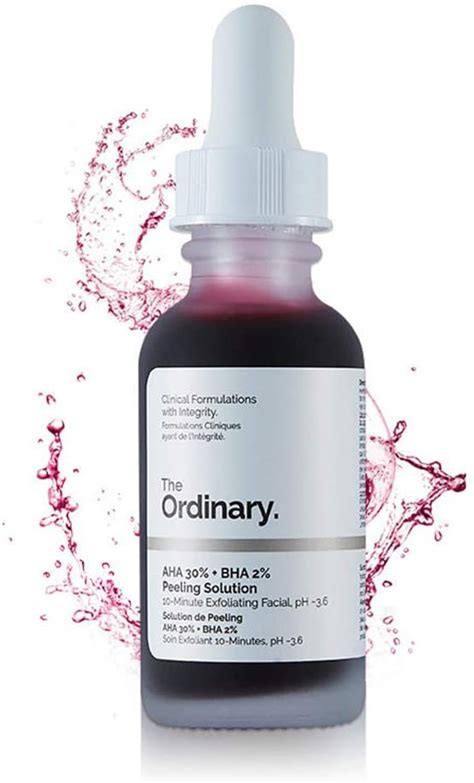 Clinical Formulations
with Integrity.
Formulations Cliniques
ayant de l'Intégrité.
The
Ordinary.
AHA 30% + BHA 2%
Peeling Solution
10-Minute Exfoliating Facial, pH ~3.6
Solution de Peeling
AHA 30% + BHA 2%
Soin Exfoliant 10-Minutes, pH ~3.6